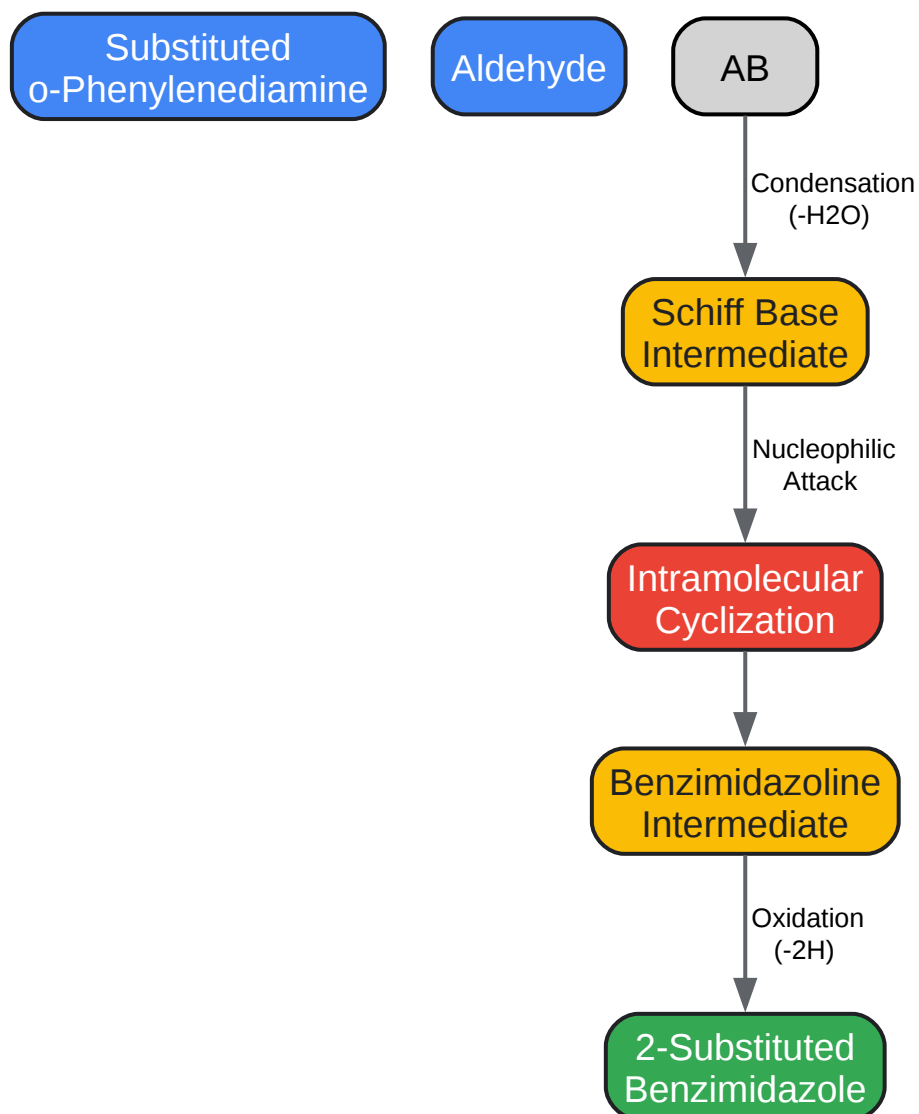 Substituted
o-Phenylenediamine
Aldehyde
AB
Condensation
(-H2O)
Schiff Base
Intermediate
Nucleophilic
Attack
Intramolecular
Cyclization
Benzimidazoline
Intermediate
Oxidation
(-2H)
2-Substituted
Benzimidazole